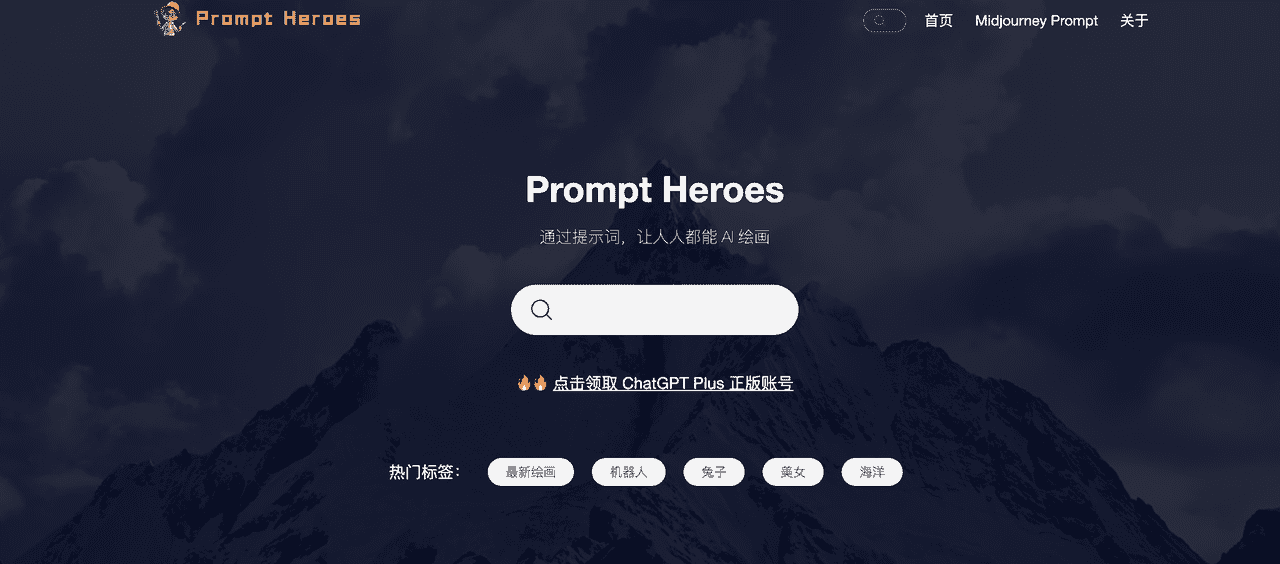 Prompt Heroes
首页 Midjourney Prompt 关于
Prompt Heroes
通过提示词，让人人都能 AI 绘画
🔥🔥 点击领取 ChatGPT Plus 正版账号
热门标签： 最新绘画 机器人 兔子 美女 海洋